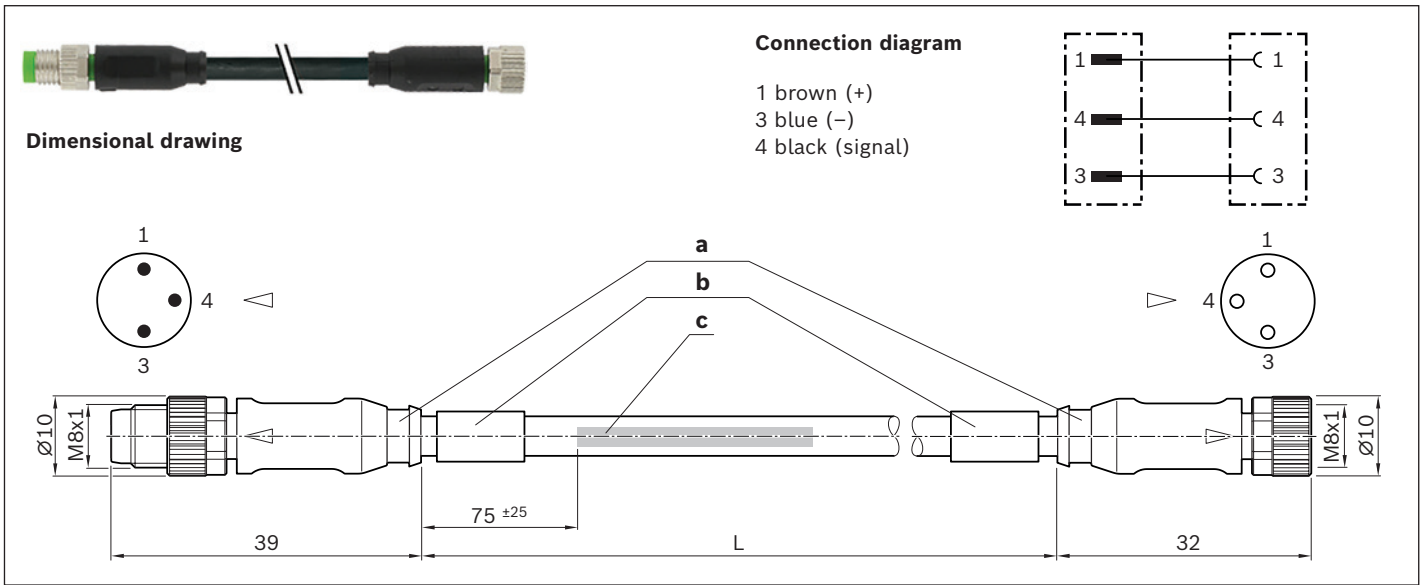 Connection diagram
1 brown (+)
3 blue (−)
4 black (signal)
1 1
4 4
3 3
Dimensional drawing
1
4
3
a
b
c
1
4
3
Ø10
M8x1
M8x1
Ø10
75 ±25
39
L
32